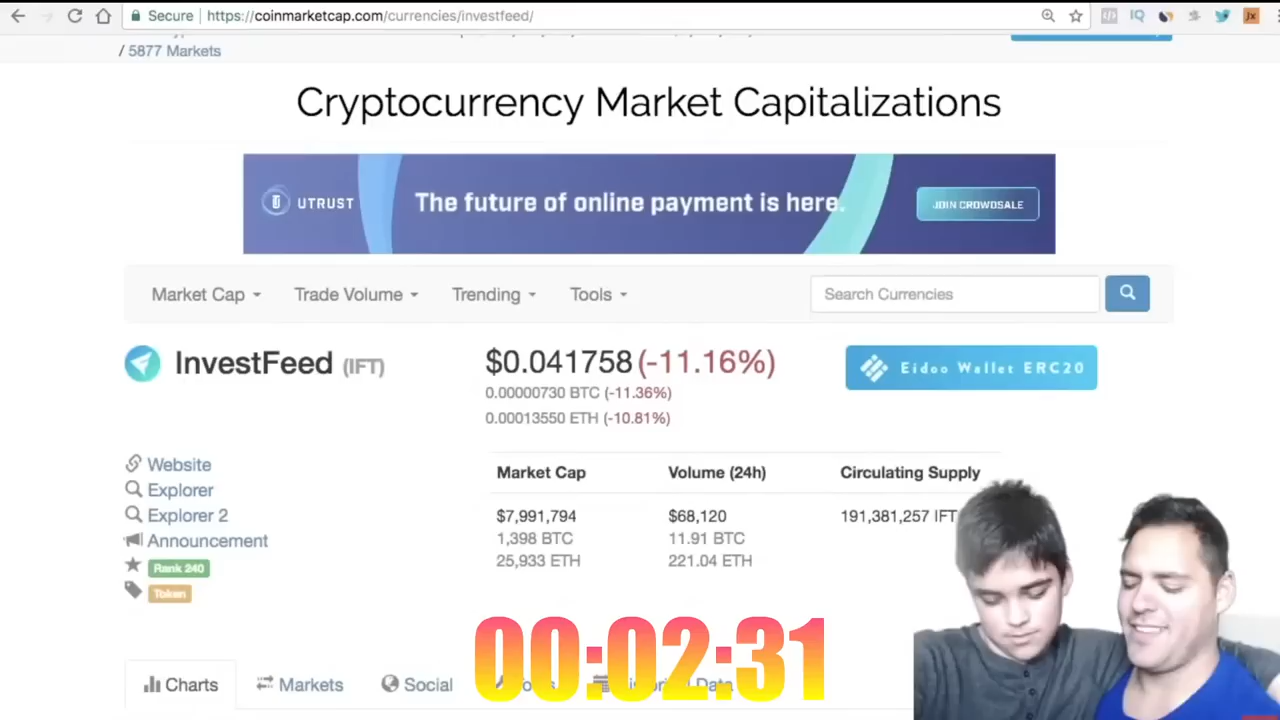 Secure https://coinmarketcap.com/currencies/investfeed/
/ 5877 Markets
Cryptocurrency Market Capitalizations
UTRUST The future of online payment is here. JOIN CROWDSALE
Market Cap Trade Volume Trending Tools Search Currencies
InvestFeed (IFT) $0.041758 (-11.16%) Eidoo Wallet ERC20
0.00000730 BTC (-11.36%)
0.00013550 ETH (-10.81%)
Website
Explorer
Explorer 2
Announcement
Rank 240
Token
Market Cap Volume (24h) Circulating Supply
$7,991,794 $68,120 191,381,257 IFT
1,398 BTC 11.91 BTC
25,933 ETH 221.04 ETH
00:02:31
Charts Markets Social Data